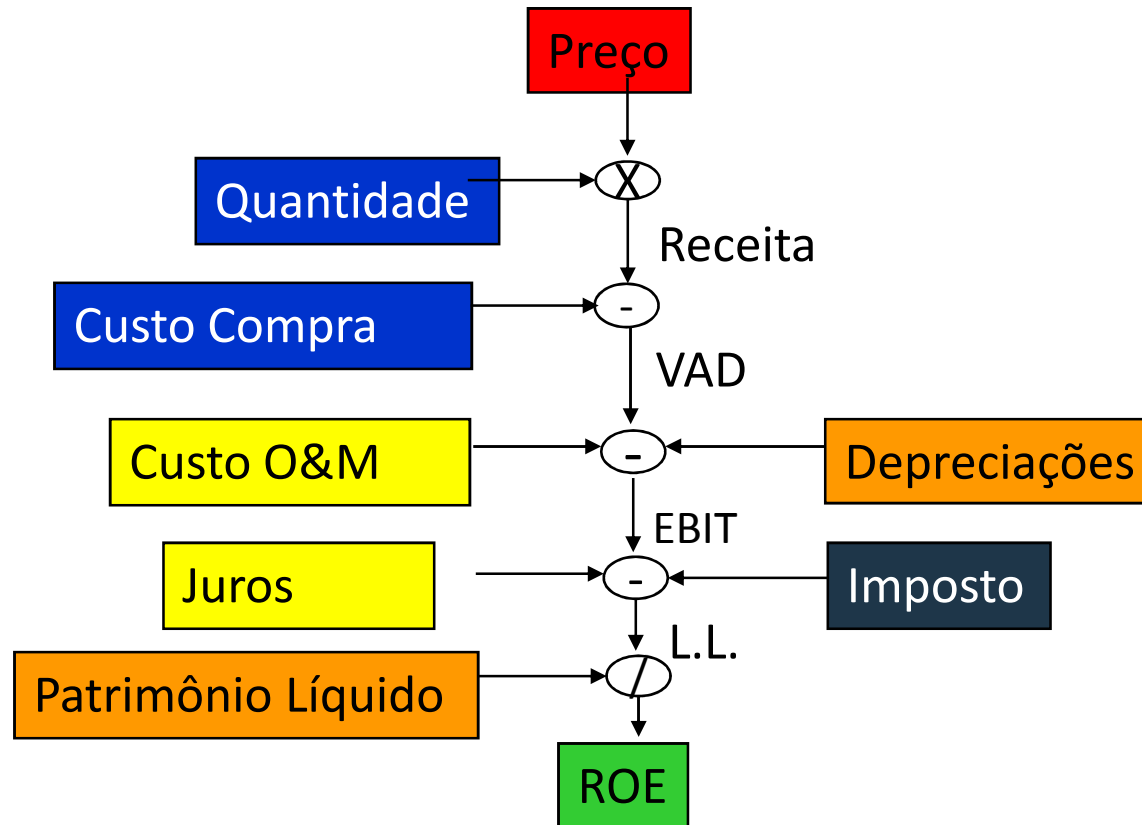 Preço
X
Quantidade
Receita
-
Custo Compra
VAD
Custo O&M
-
Depreciações
EBIT
Juros
-
Imposto
L.L.
Patrimônio Líquido
/
ROE